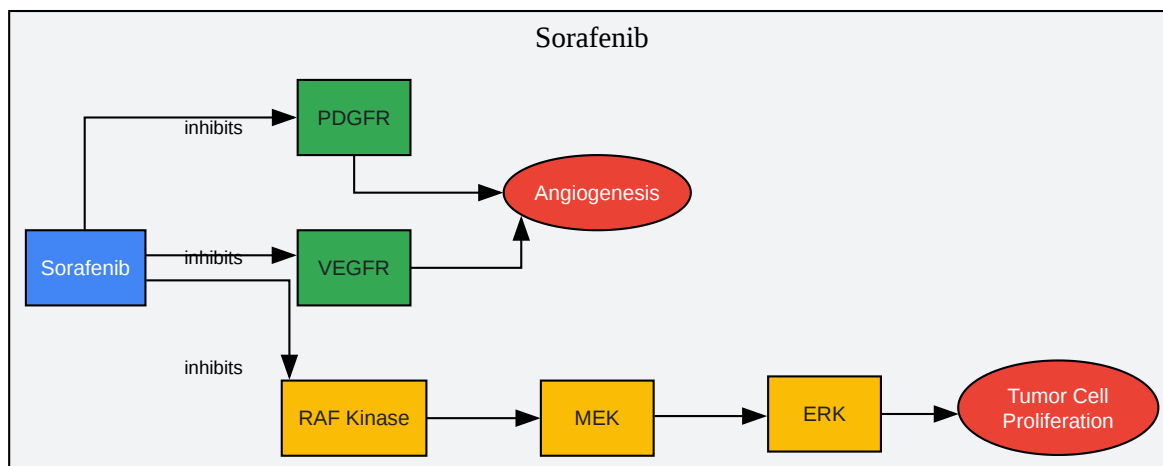 Sorafenib
inhibits
PDGFR
Angiogenesis
Sorafenib
inhibits
VEGFR
inhibits
RAF Kinase
MEK
ERK
Tumor Cell
Proliferation